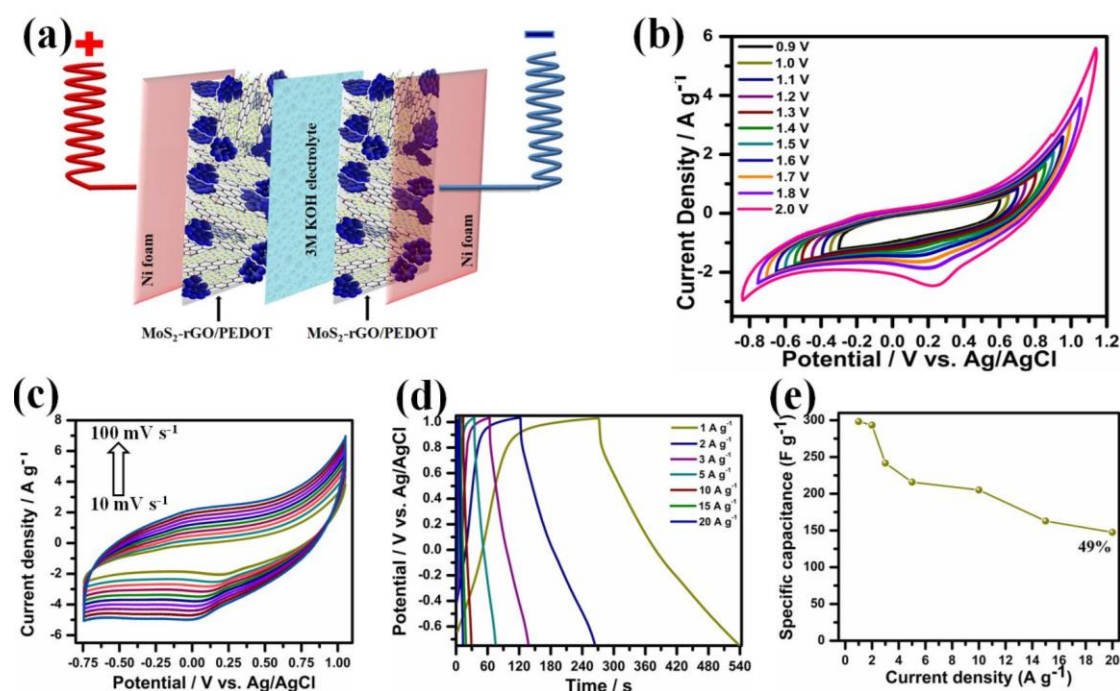 (a)
+
-
Ni foam
3M KOH electrolyte
Ni foam
MoS₂-rGO/PEDOT
MoS₂-rGO/PEDOT
(b)
Current Density / A g⁻¹
6
4
2
0
-2
0.9 V
1.0 V
1.1 V
1.2 V
1.3 V
1.4 V
1.5 V
1.6 V
1.7 V
1.8 V
2.0 V
-0.8 -0.6 -0.4 -0.2 0.0 0.2 0.4 0.6 0.8 1.0 1.2
Potential / V vs. Ag/AgCl
(c)
Current density / A g⁻¹
8
6
4
2
0
-2
-4
-6
100 mV s⁻¹
10 mV s⁻¹
-0.75 -0.50 -0.25 0.00 0.25 0.50 0.75 1.00
Potential / V vs. Ag/AgCl
(d)
Potential / V vs. Ag/AgCl
1.0
0.8
0.6
0.4
0.2
0.0
-0.2
-0.4
-0.6
1 A g⁻¹
2 A g⁻¹
3 A g⁻¹
5 A g⁻¹
10 A g⁻¹
15 A g⁻¹
20 A g⁻¹
0 60 120 180 240 300 360 420 480 540
Time / s
(e)
Specific capacitance (F g⁻¹)
300
250
200
150
100
50
0
49%
0 2 4 6 8 10 12 14 16 18 20
Current density (A g⁻¹)